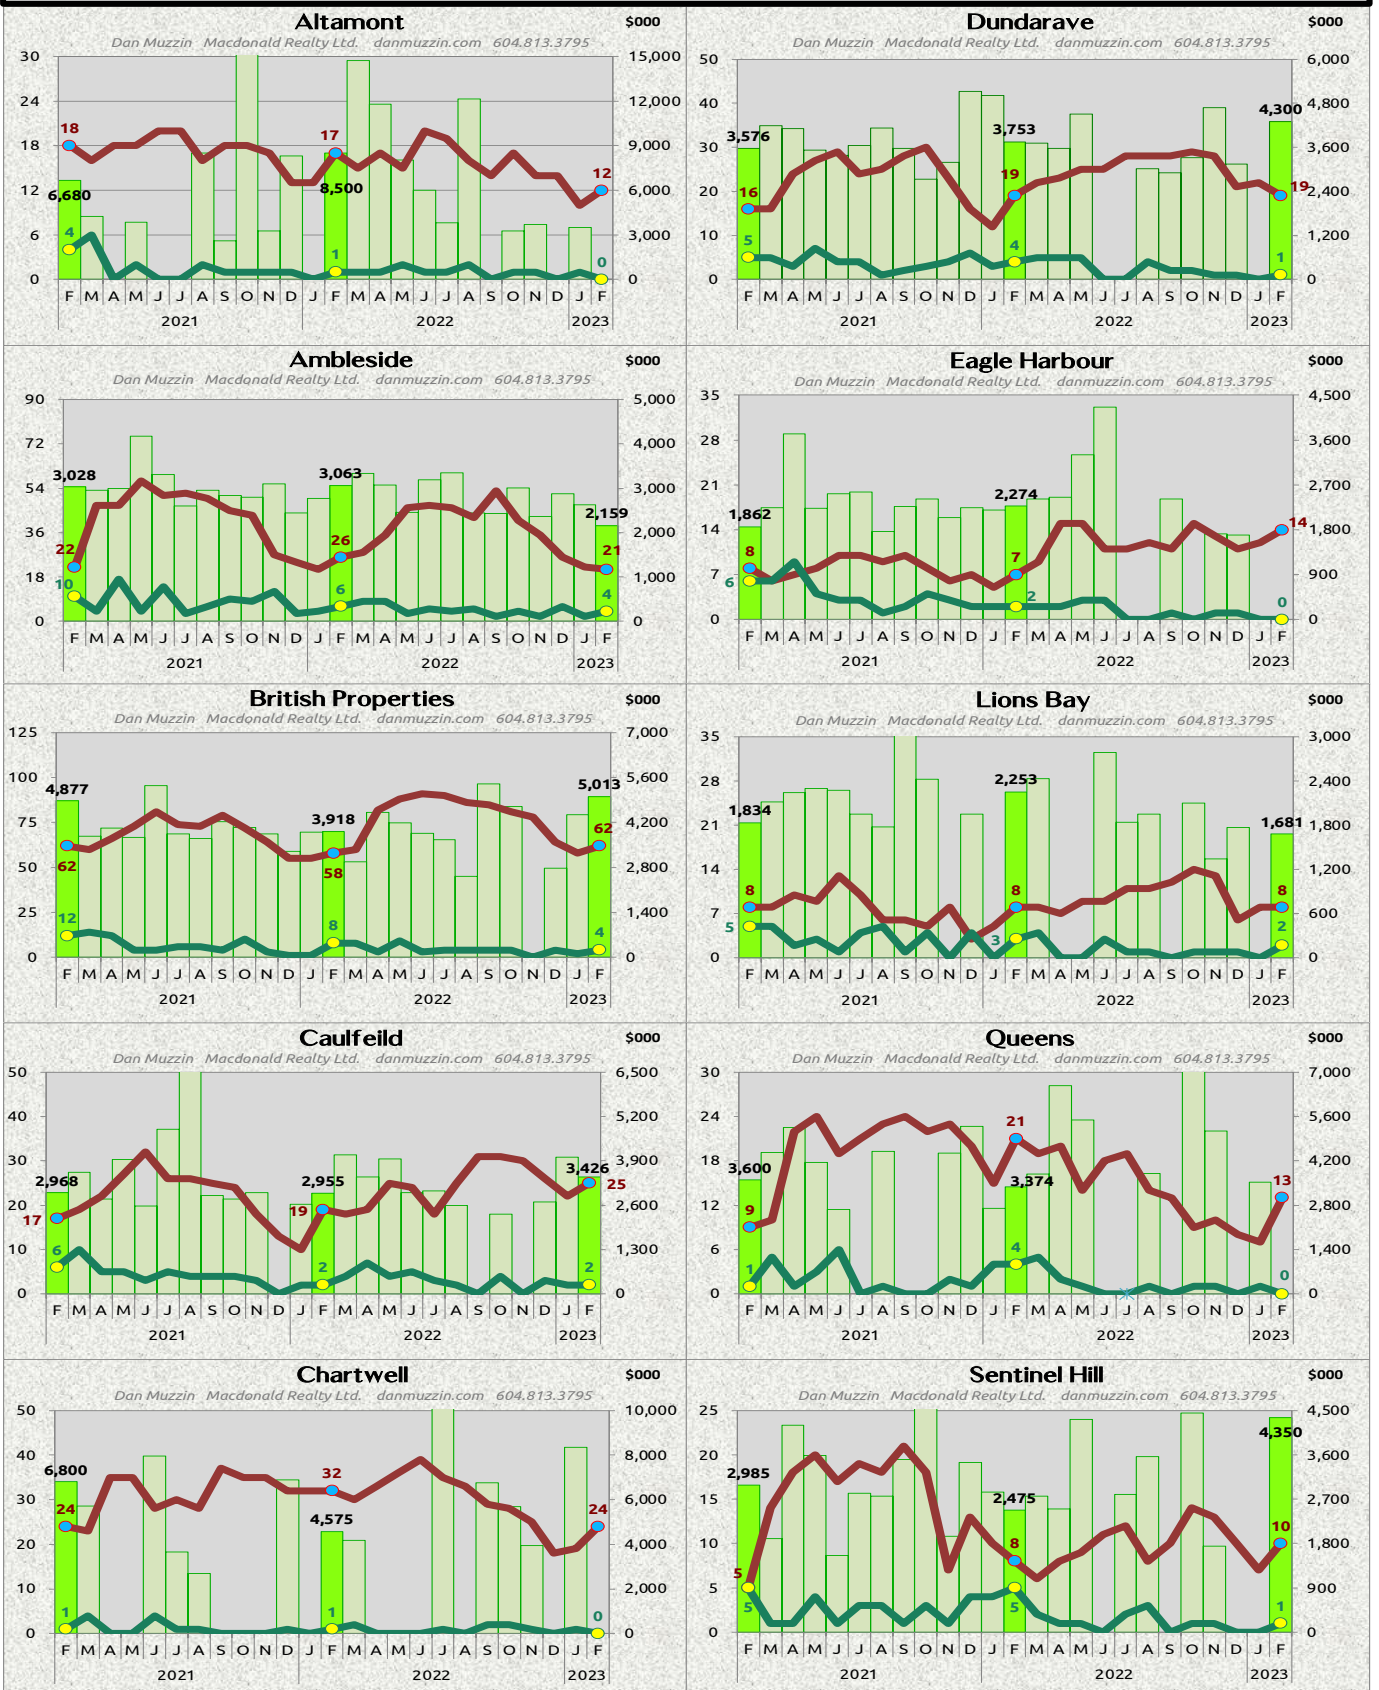 Altamont $000
Dan Muzzin Macdonald Realty Ltd. danmuzzin.com 604.813.3795
30 15,000
24 12,000
18 9,000
12 6,000
6 3,000
0 0
18 17 12
6,680 8,500
4 1 0
F M A M J J A S O N D J F M A M J J A S O N D J F
2021 2022 2023
Dundarave $000
Dan Muzzin Macdonald Realty Ltd. danmuzzin.com 604.813.3795
50 6,000
40 4,800
30 3,600
20 2,400
10 1,200
0 0
3,576 3,753 4,300
16 19 19
5 4 1
F M A M J J A S O N D J F M A M J J A S O N D J F
2021 2022 2023
Ambleside $000
Dan Muzzin Macdonald Realty Ltd. danmuzzin.com 604.813.3795
90 5,000
72 4,000
54 3,000
36 2,000
18 1,000
0 0
3,028 3,063 2,159
22 26 21
10 6 4
F M A M J J A S O N D J F M A M J J A S O N D J F
2021 2022 2023
Eagle Harbour $000
Dan Muzzin Macdonald Realty Ltd. danmuzzin.com 604.813.3795
35 4,500
28 3,600
21 2,700
14 1,800
7 900
0 0
1,862 2,274
8 7 14
6 2 0
F M A M J J A S O N D J F M A M J J A S O N D J F
2021 2022 2023
British Properties $000
Dan Muzzin Macdonald Realty Ltd. danmuzzin.com 604.813.3795
125 7,000
100 5,600
75 4,200
50 2,800
25 1,400
0 0
4,877 3,918 5,013
62 58 62
12 8 4
F M A M J J A S O N D J F M A M J J A S O N D J F
2021 2022 2023
Lions Bay $000
Dan Muzzin Macdonald Realty Ltd. danmuzzin.com 604.813.3795
35 3,000
28 2,400
21 1,800
14 1,200
7 600
0 0
1,834 2,253 1,681
8 8 8
5 3 2
F M A M J J A S O N D J F M A M J J A S O N D J F
2021 2022 2023
Caulfeild $000
Dan Muzzin Macdonald Realty Ltd. danmuzzin.com 604.813.3795
50 6,500
40 5,200
30 3,900
20 2,600
10 1,300
0 0
2,968 2,955 3,426
17 19 25
6 2 2
F M A M J J A S O N D J F M A M J J A S O N D J F
2021 2022 2023
Queens $000
Dan Muzzin Macdonald Realty Ltd. danmuzzin.com 604.813.3795
30 7,000
24 5,600
18 4,200
12 2,800
6 1,400
0 0
3,600 3,374
9 21 13
1 4 0
F M A M J J A S O N D J F M A M J J A S O N D J F
2021 2022 2023
Chartwell $000
Dan Muzzin Macdonald Realty Ltd. danmuzzin.com 604.813.3795
50 10,000
40 8,000
30 6,000
20 4,000
10 2,000
0 0
6,800 4,575
24 32 24
1 1 0
F M A M J J A S O N D J F M A M J J A S O N D J F
2021 2022 2023
Sentinel Hill $000
Dan Muzzin Macdonald Realty Ltd. danmuzzin.com 604.813.3795
25 4,500
20 3,600
15 2,700
10 1,800
5 900
0 0
2,985 2,475 4,350
5 8 10
5 5 1
F M A M J J A S O N D J F M A M J J A S O N D J F
2021 2022 2023